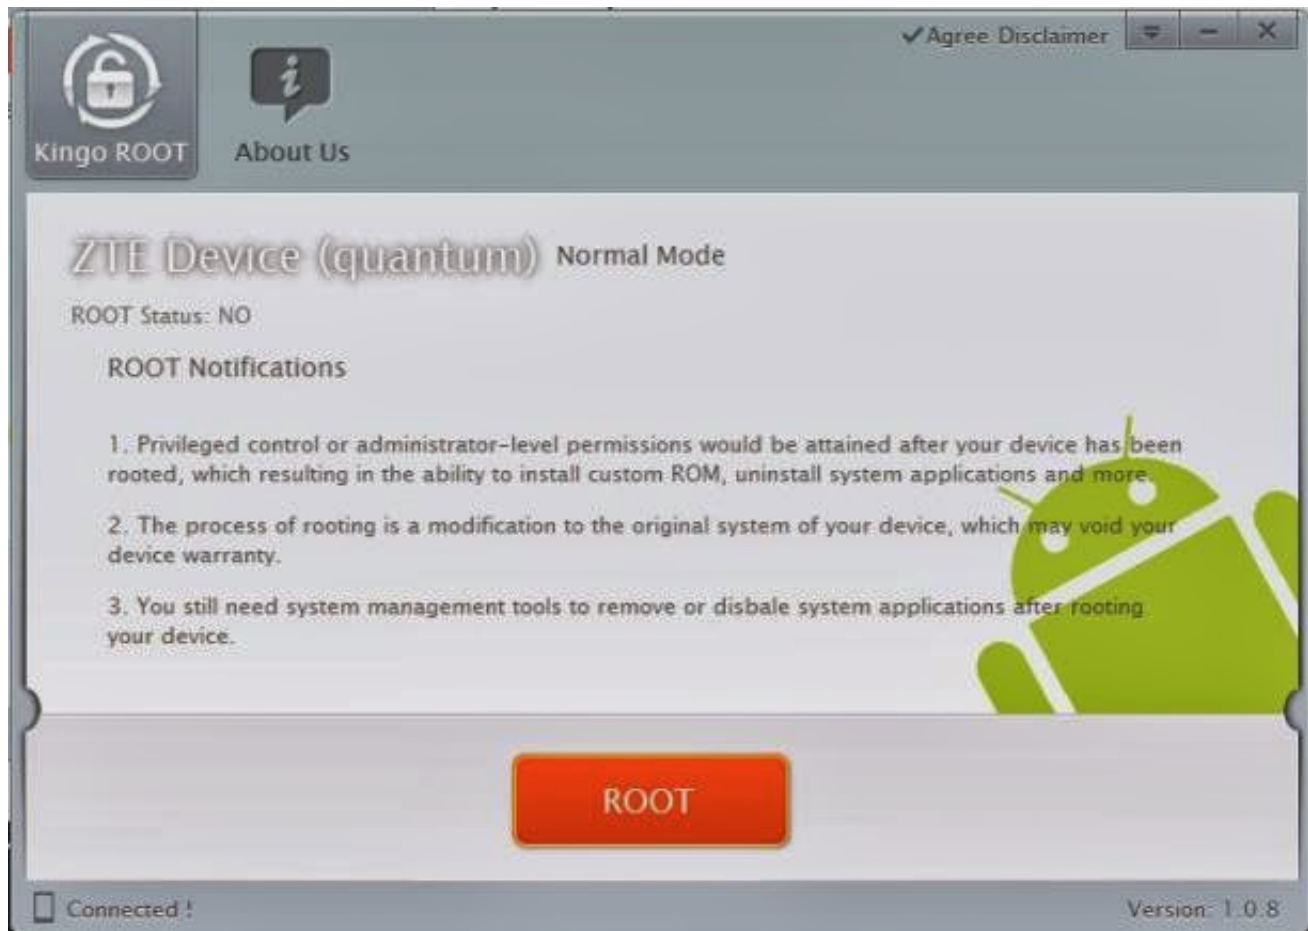 Agree Disclaimer
Kingo ROOT
About Us
ZTE Device (quantum) Normal Mode
ROOT Status: NO
ROOT Notifications
1. Privileged control or administrator-level permissions would be attained after your device has been
rooted, which resulting in the ability to install custom ROM, uninstall system applications and more.
2. The process of rooting is a modification to the original system of your device, which may void your
device warranty.
3. You still need system management tools to remove or disbale system applications after rooting
your device.
ROOT
Connected !
Version: 1.0.8